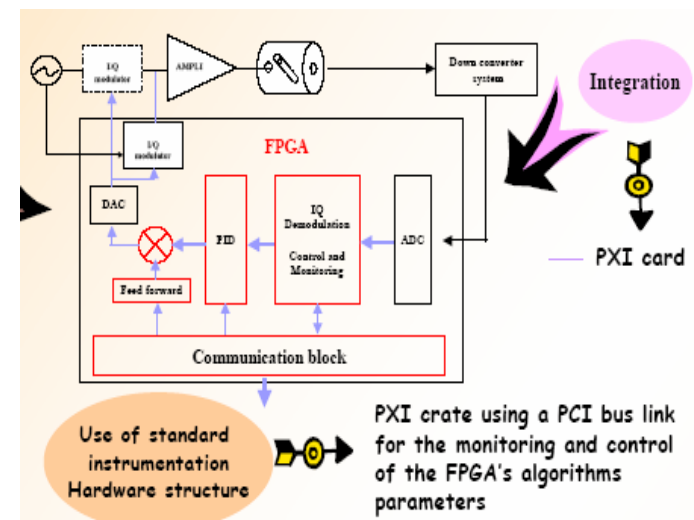 I/Q
modulator
AMPLI
Down converter
system
Integration
I/Q
modulator
FPGA
DAC
PID
IQ
Demodulation
Control and
Monitoring
ADC
PXI card
Feed forward
Communication block
Use of standard
instrumentation
Hardware structure
PXI crate using a PCI bus link
for the monitoring and control
of the FPGA's algorithms
parameters